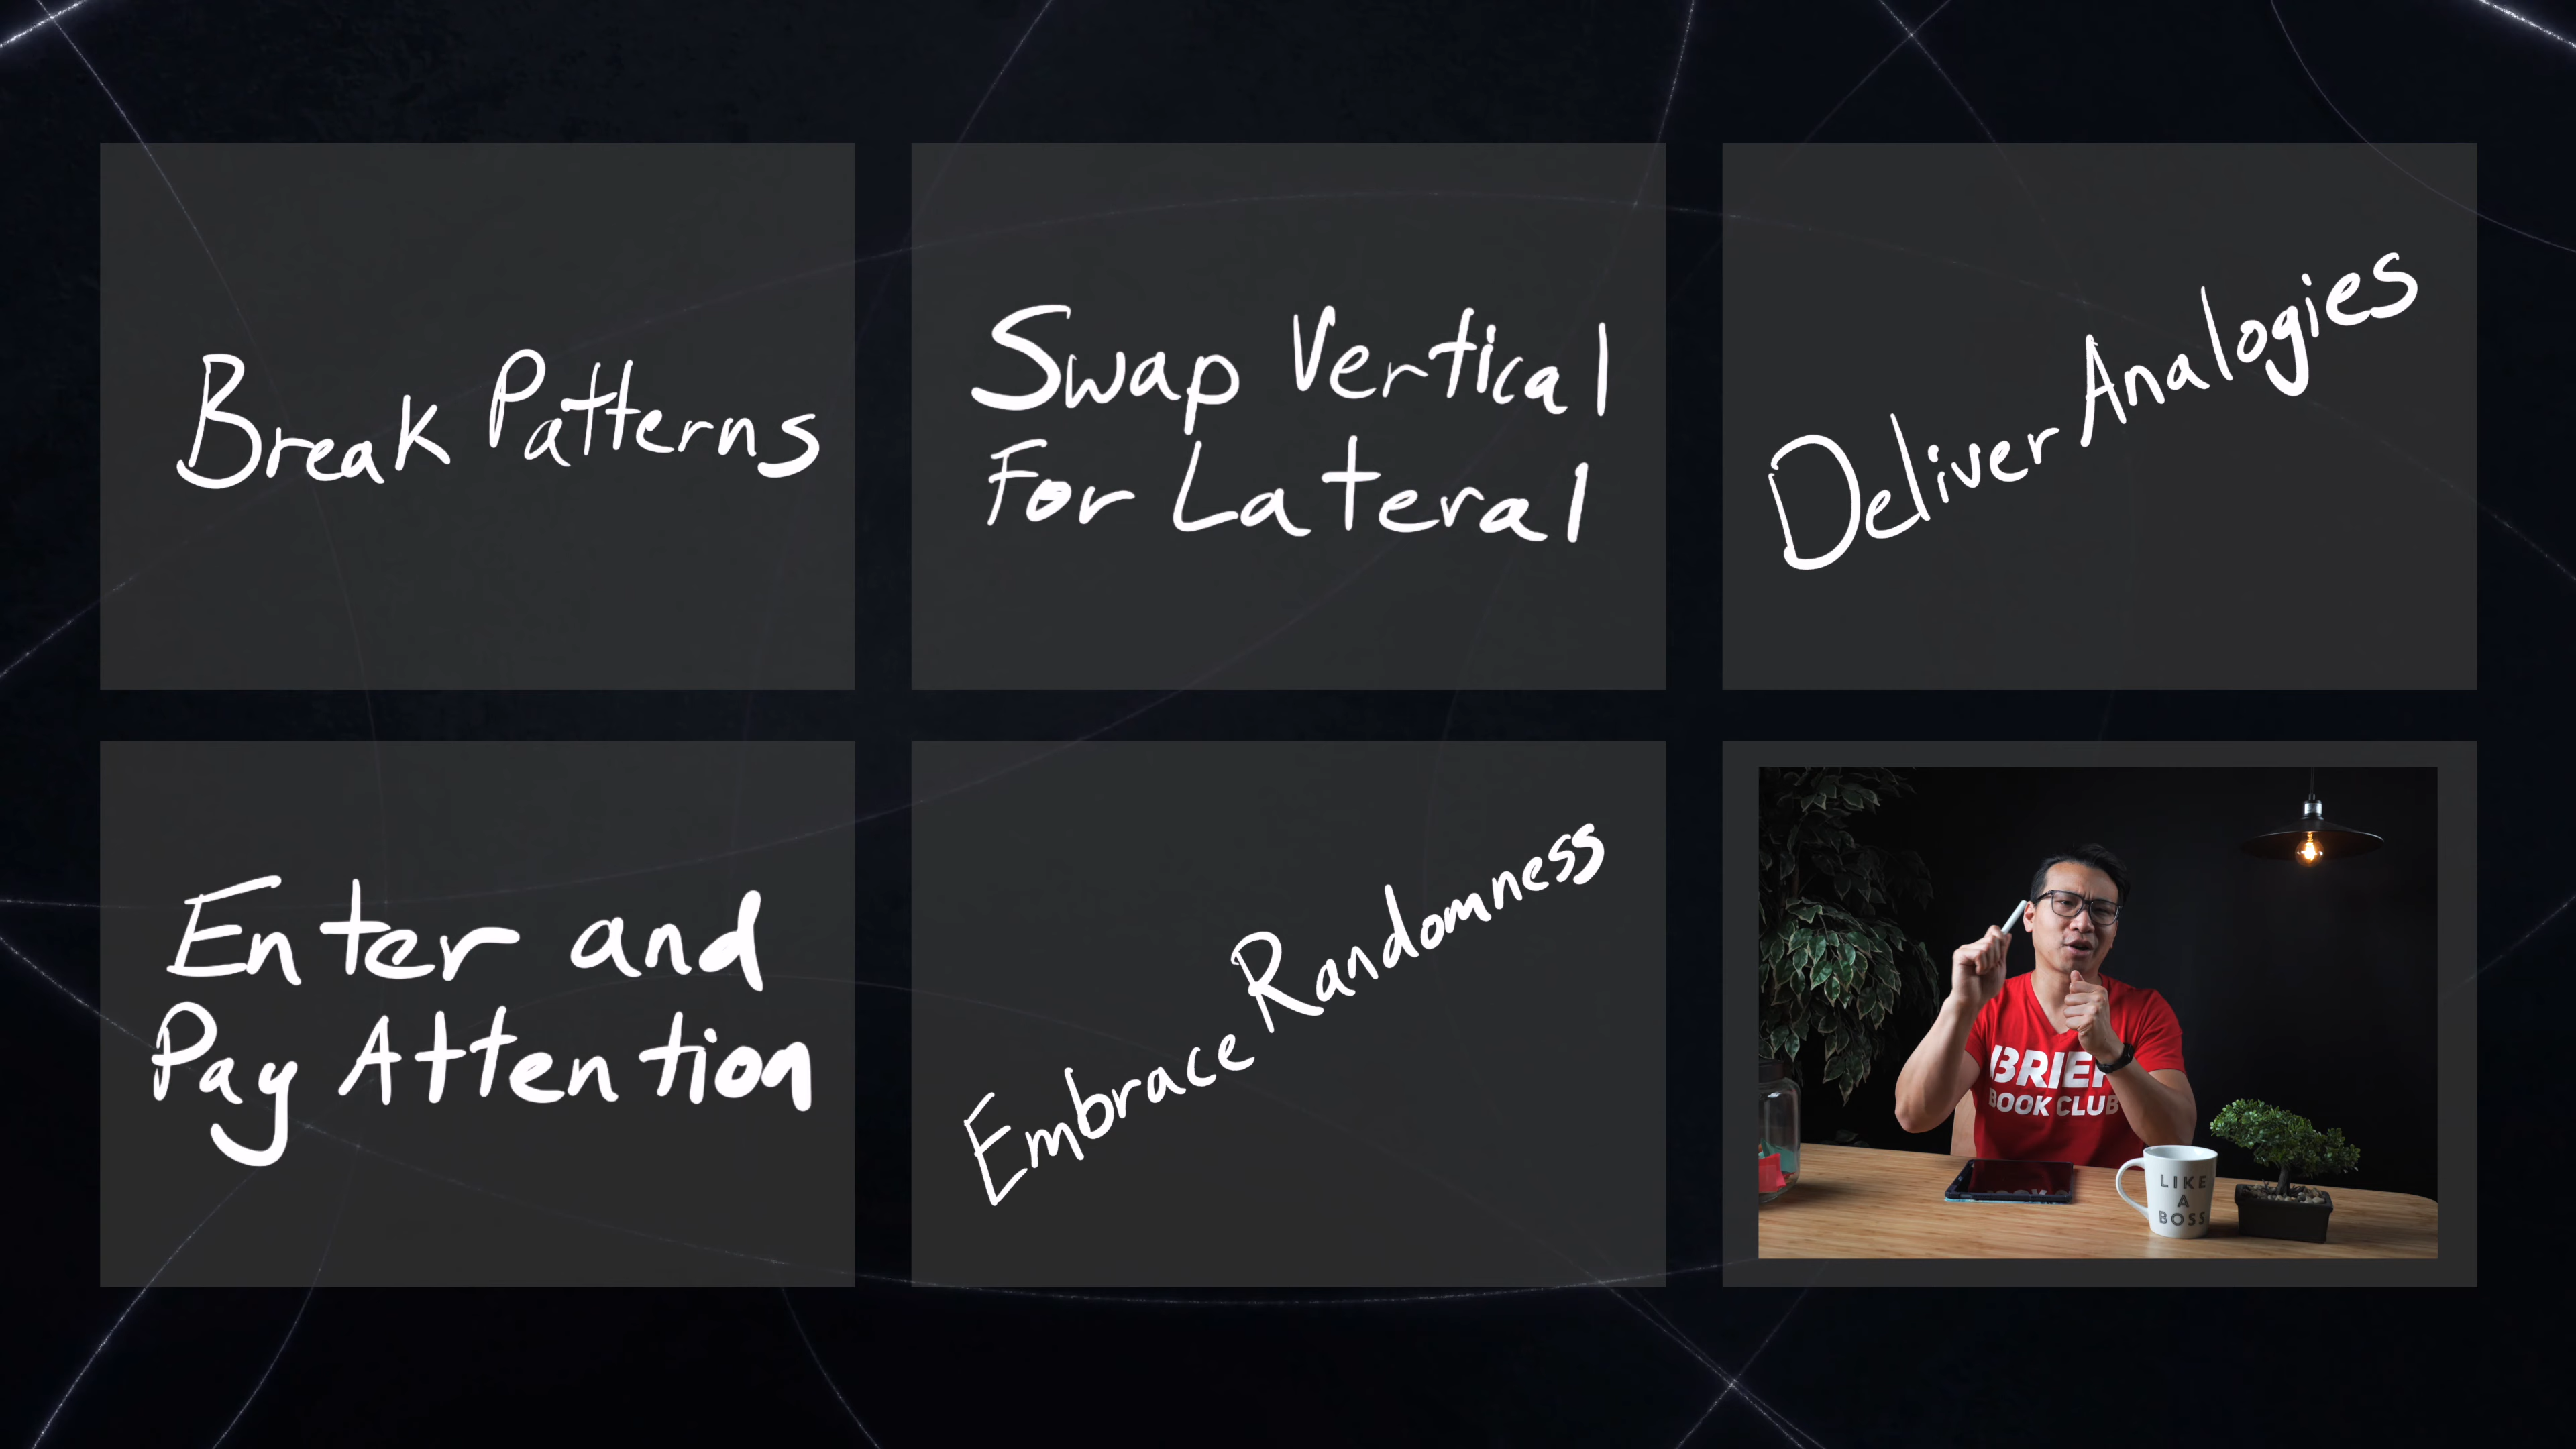 Break Patterns
Swap Vertical
For Lateral
Deliver Analogies
Enter and
Pay Attention
Embrace Randomness
BRIEF
BOOK CLUB
LIKE
A
BOSS